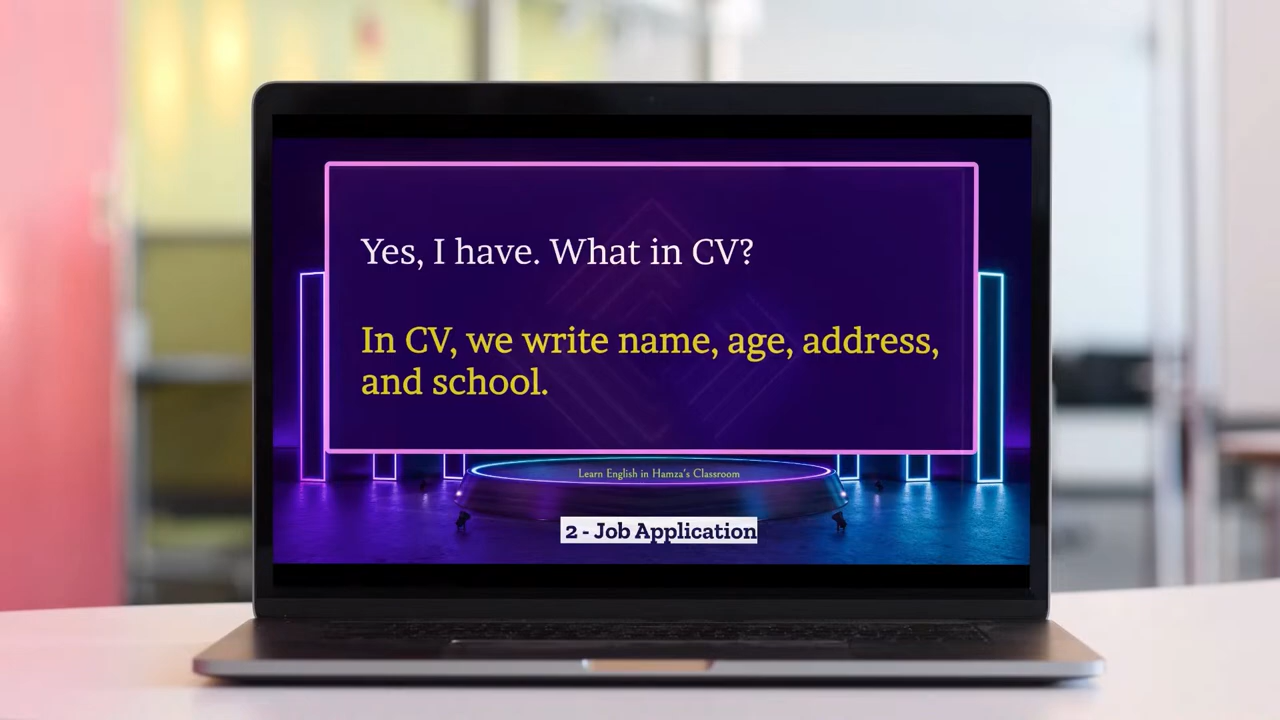 Yes, I have. What in CV?
In CV, we write name, age, address,
and school.
Learn English in Hamza's Classroom
2 - Job Application